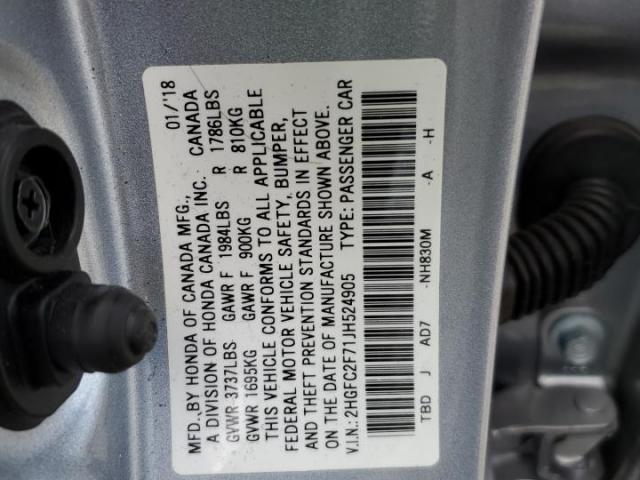 MFD. BY HONDA OF CANADA MFG., 01/'18
A DIVISION OF HONDA CANADA INC. CANADA
GVWR 3737LBS GAWR F 1984LBS R 1786LBS
GVWR 1695KG GAWR F 900KG R 810KG
THIS VEHICLE CONFORMS TO ALL APPLICABLE
FEDERAL MOTOR VEHICLE SAFETY, BUMPER,
AND THEFT PREVENTION STANDARDS IN EFFECT
ON THE DATE OF MANUFACTURE SHOWN ABOVE.
V.I.N.: 2HGFC2F71JH524905 TYPE: PASSENGER CAR
TBD J AD7 -NH830M -A -H